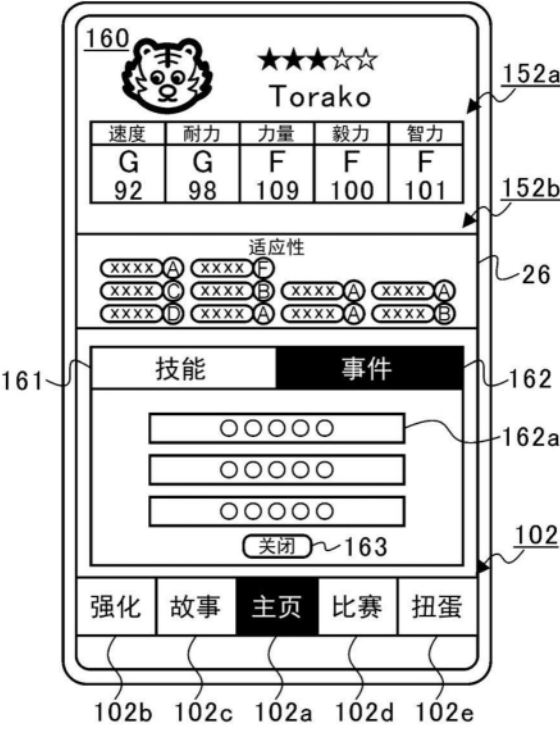 160
★★★☆☆
152a
Torako
速度 耐力 力量 毅力 智力
G G F F F
92 98 109 100 101
152b
适应性
26
XXXX A XXXX F
XXXX C XXXX B XXXX A XXXX A
XXXX D XXXX A XXXX A XXXX B
161 技能 事件 162
○○○○○ 162a
○○○○○
○○○○○
102
关闭 163
强化 故事 主页 比赛 扭蛋
102b 102c 102a 102d 102e